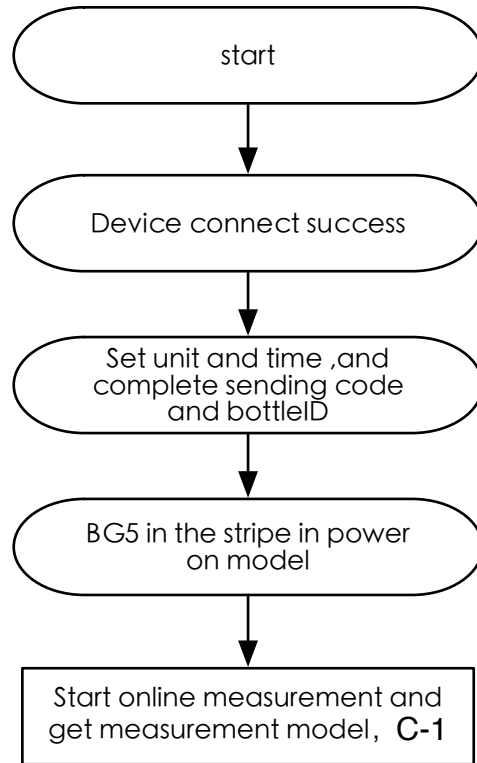 start
Device connect success
Set unit and time ,and
complete sending code
and bottleID
BG5 in the stripe in power
on model
Start online measurement and
get measurement model, C-1